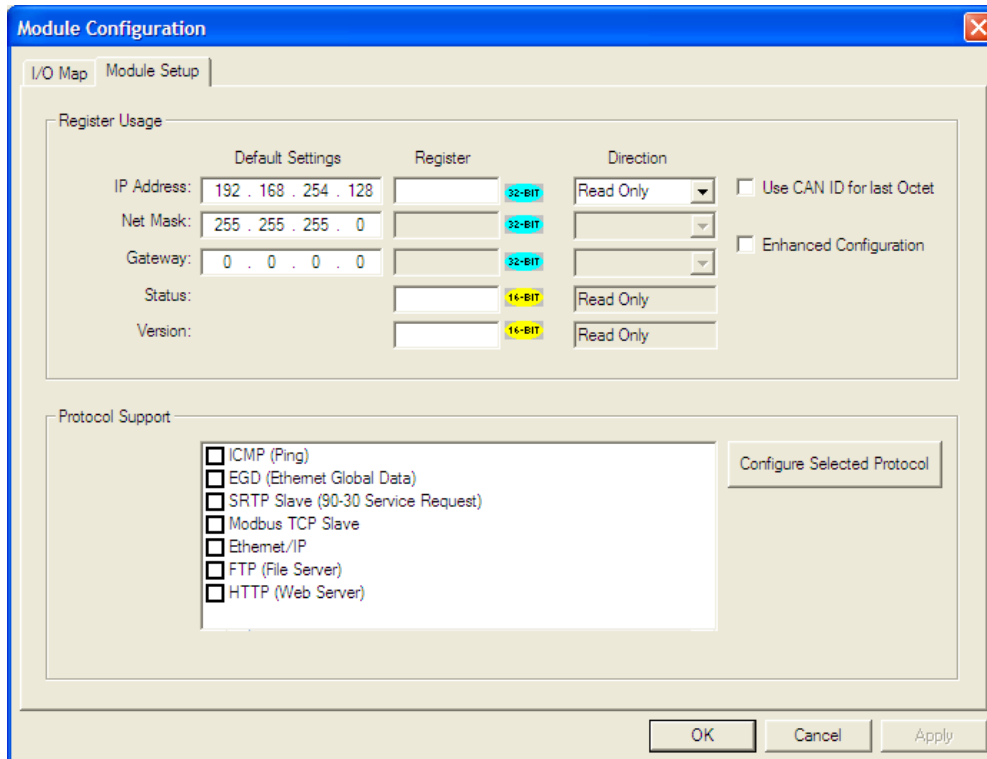 Module Configuration
I/O Map Module Setup
Register Usage
Default Settings Register Direction
IP Address: 192 . 168 . 254 . 128 32-BIT Read Only Use CAN ID for last Octet
Net Mask: 255 . 255 . 255 . 0 32-BIT
Enhanced Configuration
Gateway: 0 . 0 . 0 . 0 32-BIT
Status: 16-BIT Read Only
Version: 16-BIT Read Only
Protocol Support
ICMP (Ping)
Configure Selected Protocol
EGD (Ethernet Global Data)
SRTP Slave (90-30 Service Request)
Modbus TCP Slave
Ethernet/IP
FTP (File Server)
HTTP (Web Server)
OK Cancel Apply